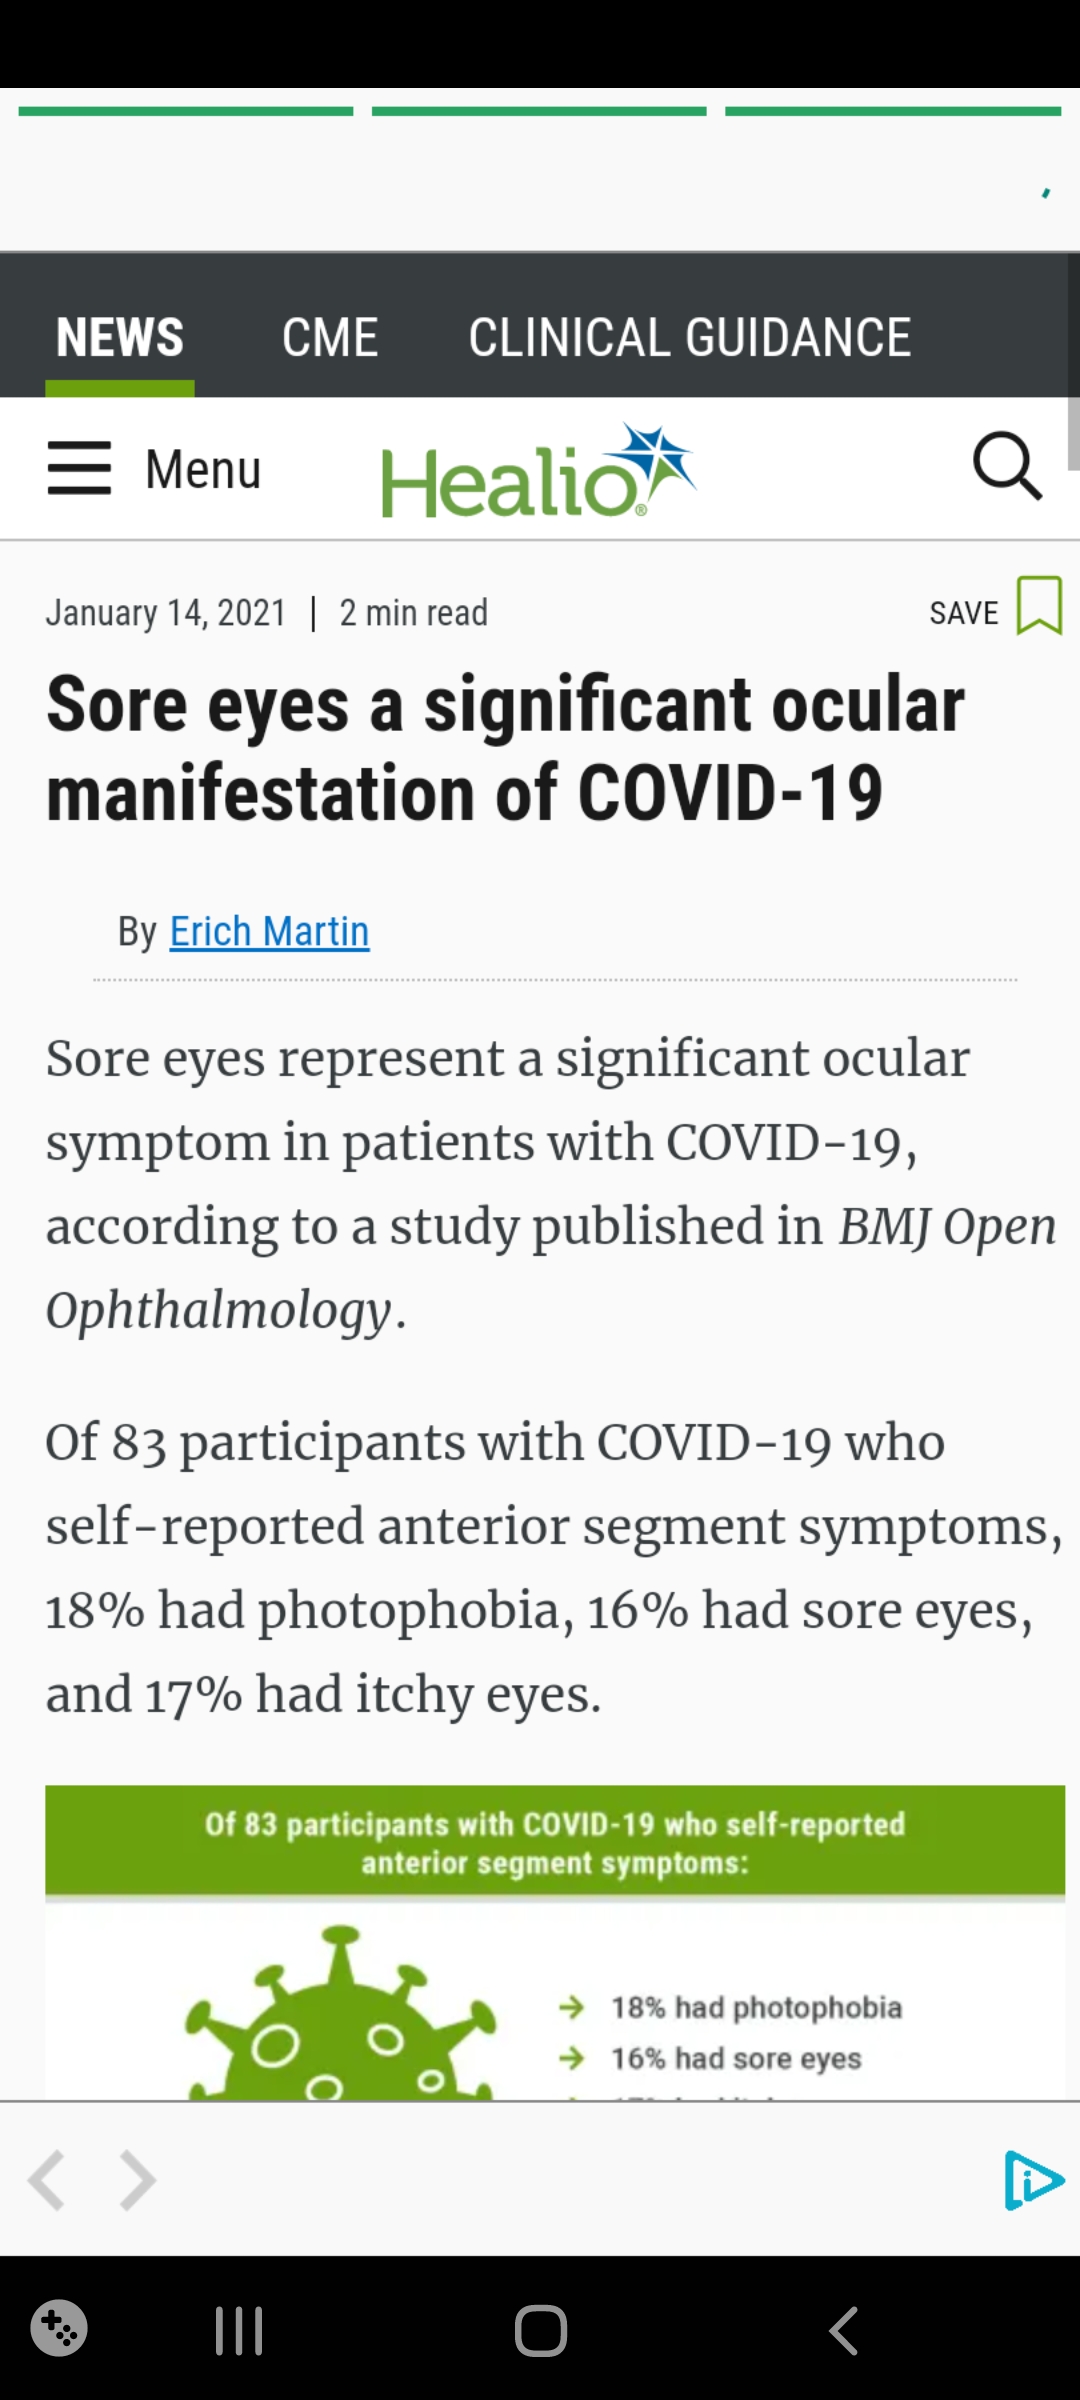 NEWS CME CLINICAL GUIDANCE
Menu Healio® 
January 14, 2021 | 2 min read SAVE
Sore eyes a significant ocular
manifestation of COVID-19
By Erich Martin
Sore eyes represent a significant ocular
symptom in patients with COVID-19,
according to a study published in BMJ Open
Ophthalmology.
Of 83 participants with COVID-19 who
self-reported anterior segment symptoms,
18% had photophobia, 16% had sore eyes,
and 17% had itchy eyes.
Of 83 participants with COVID-19 who self-reported
anterior segment symptoms:
→ 18% had photophobia
→ 16% had sore eyes